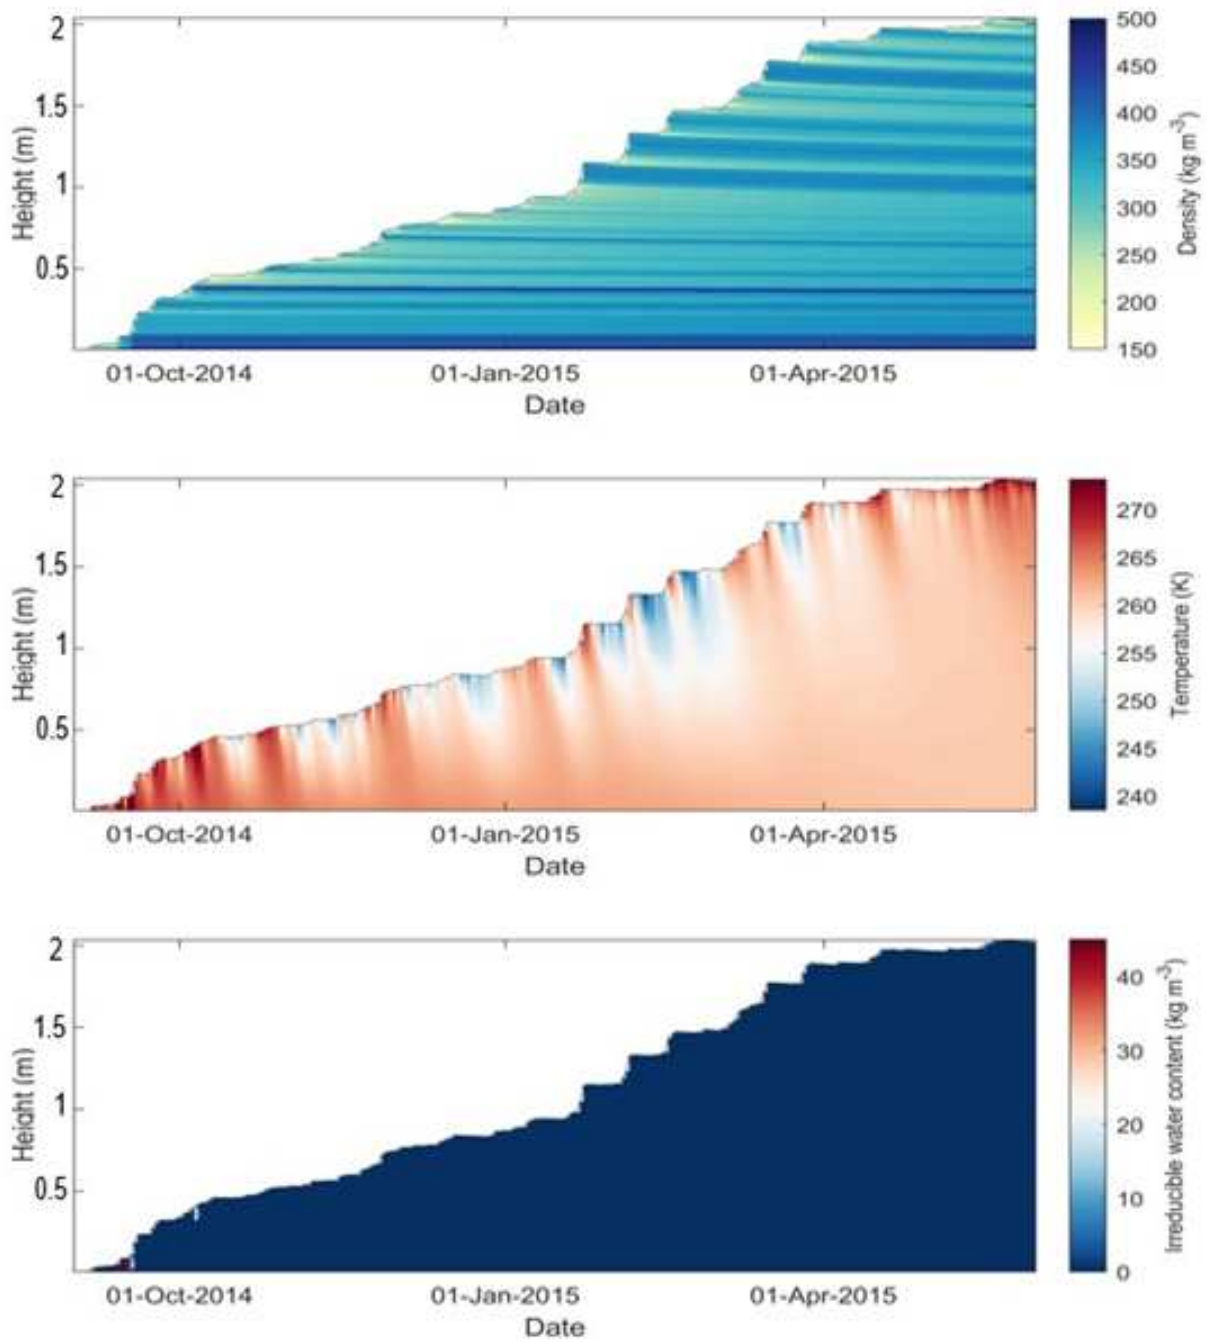 2
1.5
1
0.5
Height (m)
01-Oct-2014 01-Jan-2015 01-Apr-2015
Date
500
450
400
350
300
250
200
150
Density (kg m-3)
2
1.5
1
0.5
Height (m)
01-Oct-2014 01-Jan-2015 01-Apr-2015
Date
270
265
260
255
250
245
240
Temperature (K)
2
1.5
1
0.5
Height (m)
01-Oct-2014 01-Jan-2015 01-Apr-2015
Date
40
30
20
10
0
Irreducible water content (kg m-3)